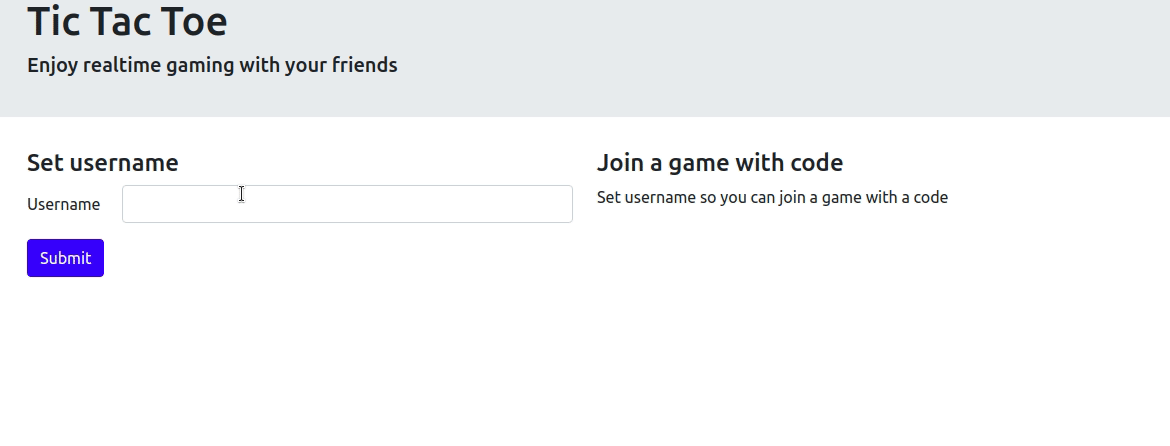 Tic Tac Toe
Enjoy realtime gaming with your friends
Set username
Username
Submit
Join a game with code
Set username so you can join a game with a code